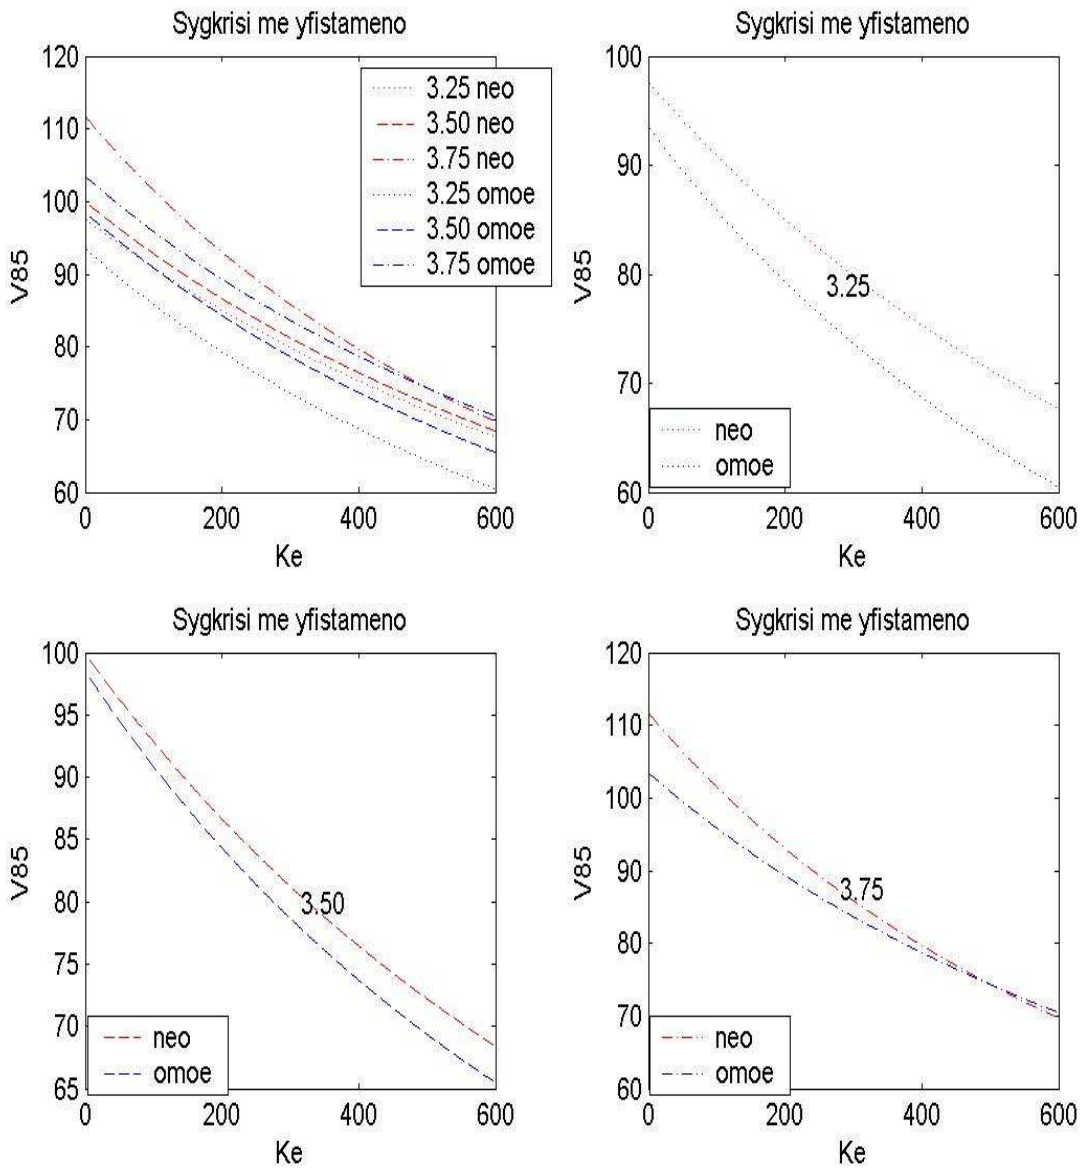 Sygkrisi me yfistameno
120
110
100
90
80
70
60
V85
0
200
400
600
Ke
3.25 neo
3.50 neo
3.75 neo
3.25 omoe
3.50 omoe
3.75 omoe
Sygkrisi me yfistameno
100
90
80
70
60
V85
3.25
neo
omoe
0
200
400
600
Ke
Sygkrisi me yfistameno
100
95
90
85
80
75
70
65
V85
3.50
neo
omoe
0
200
400
600
Ke
Sygkrisi me yfistameno
120
110
100
90
80
70
60
V85
3.75
neo
omoe
0
200
400
600
Ke